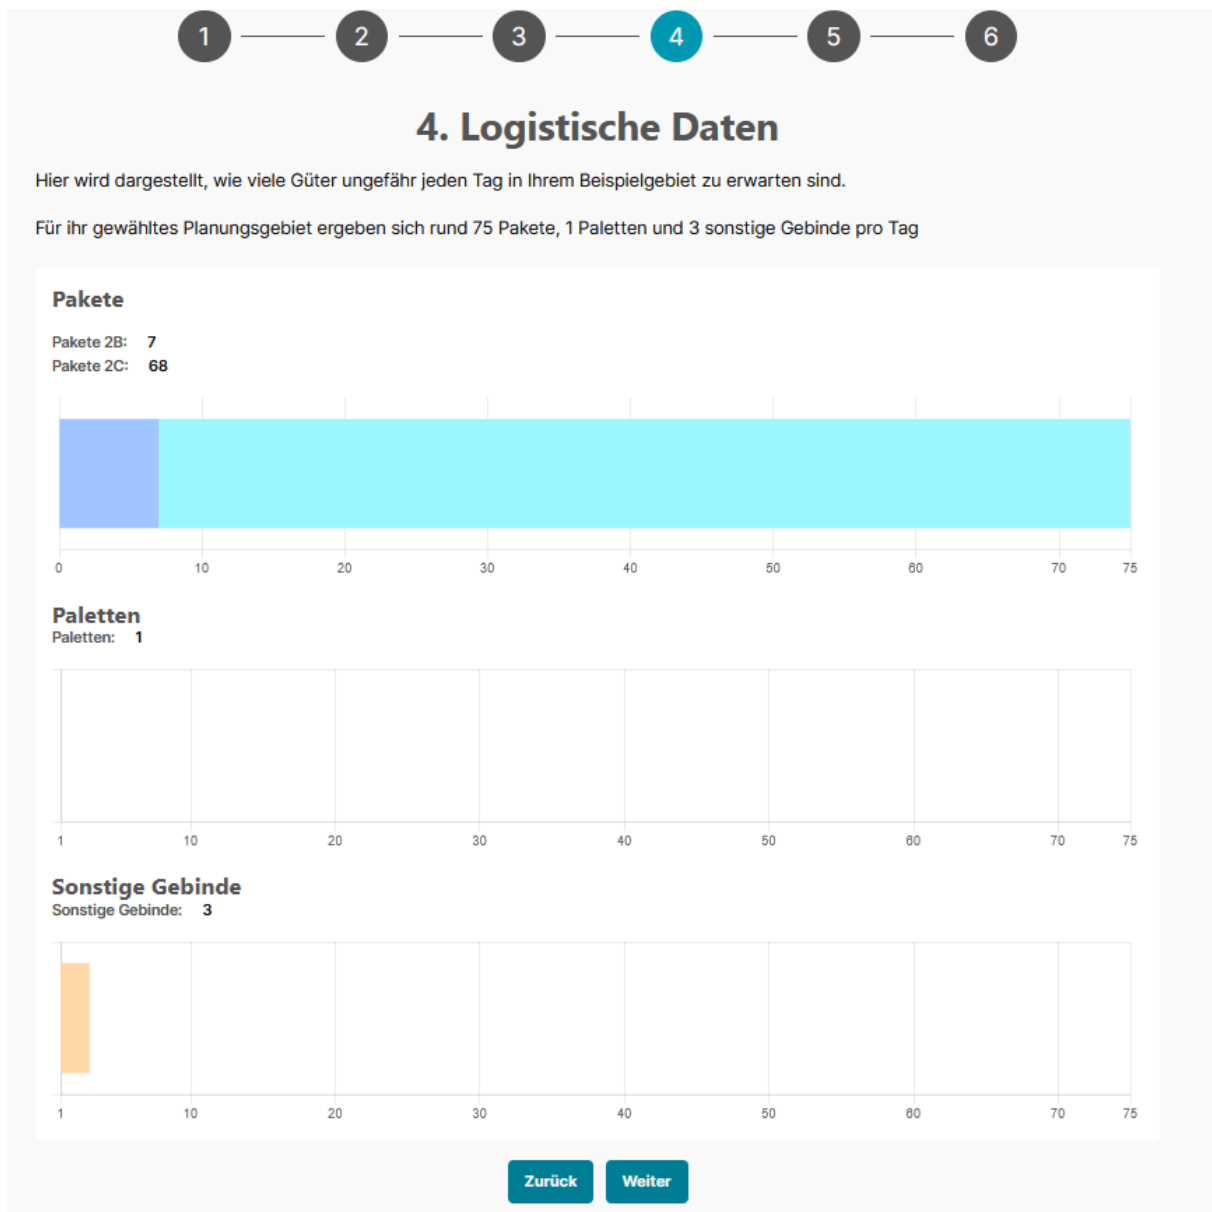 1 2 3 4 5 6
4. Logistische Daten
Hier wird dargestellt, wie viele Güter ungefähr jeden Tag in Ihrem Beispielgebiet zu erwarten sind.
Für ihr gewähltes Planungsgebiet ergeben sich rund 75 Pakete, 1 Paletten und 3 sonstige Gebinde pro Tag
Pakete
Pakete 2B: 7
Pakete 2C: 68
0 10 20 30 40 50 60 70 75
Paletten
Paletten: 1
1 10 20 30 40 50 60 70 75
Sonstige Gebinde
Sonstige Gebinde: 3
1 10 20 30 40 50 60 70 75
Zurück Weiter